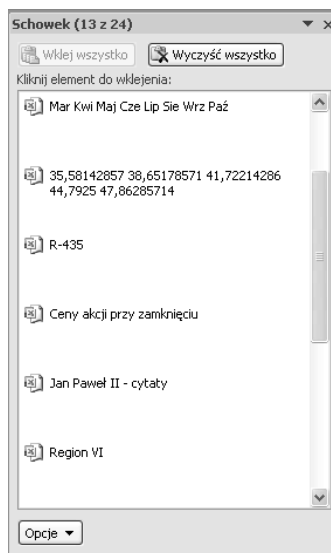 Schowek (13 z 24)
Wklej wszystko Wyczyść wszystko
Kliknij element do wklejenia:
Mar Kwi Maj Cze Lip Sie Wrz Paź
35,58142857 38,65178571 41,72214286
44,7925 47,86285714
R-435
Ceny akcji przy zamknięciu
Jan Paweł II - cytaty
Region VI
Opcje